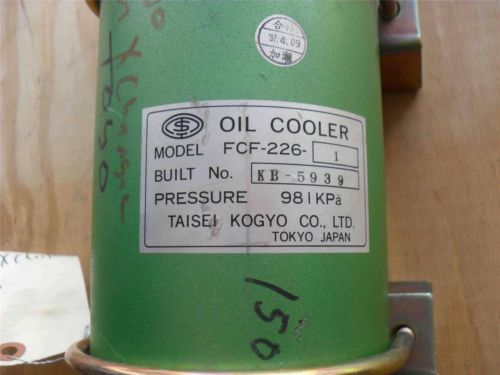 合格
'97.4.09
加瀬
OIL COOLER
MODEL FCF-226- 1
BUILT No. KB-5939
PRESSURE 981KPa
TAISEI KOGYO CO., LTD.
TOKYO JAPAN
150